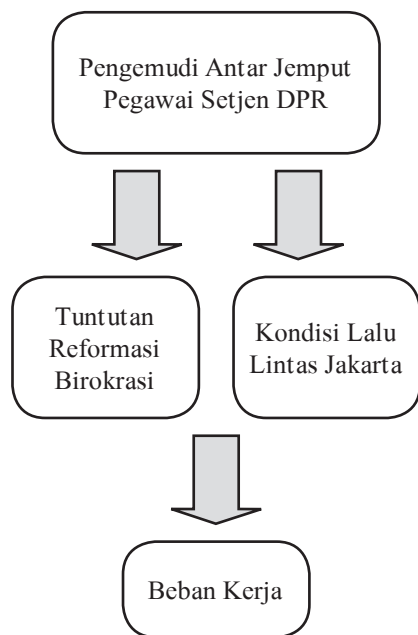 Pengemudi Antar Jemput
Pegawai Setjen DPR
Tuntutan
Reformasi
Birokrasi
Kondisi Lalu
Lintas Jakarta
Beban Kerja